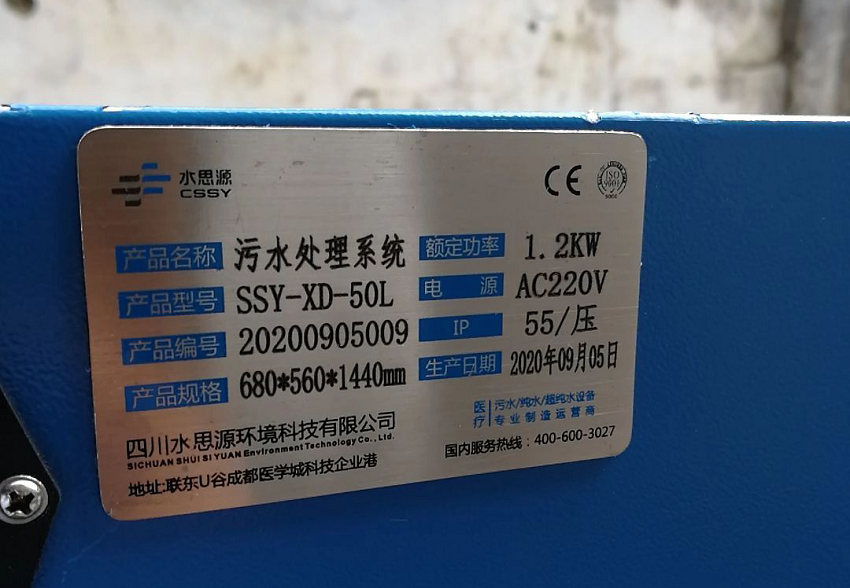 水思源
CSSY
CE
ISO
9001
产品名称 污水处理系统
额定功率 1.2KW
产品型号 SSY-XD-50L
电 源 AC220V
产品编号 20200905009
IP 55/压
产品规格 680*560*1440mm
生产日期 2020年09月05日
医疗 污水/纯水/超纯水设备
专业制造运营商
四川水思源环境科技有限公司
SICHUAN SHUI SI YUAN Environment Technology Co., Ltd.
国内服务热线:400-600-3027
地址:联东U谷成都医学城科技企业港